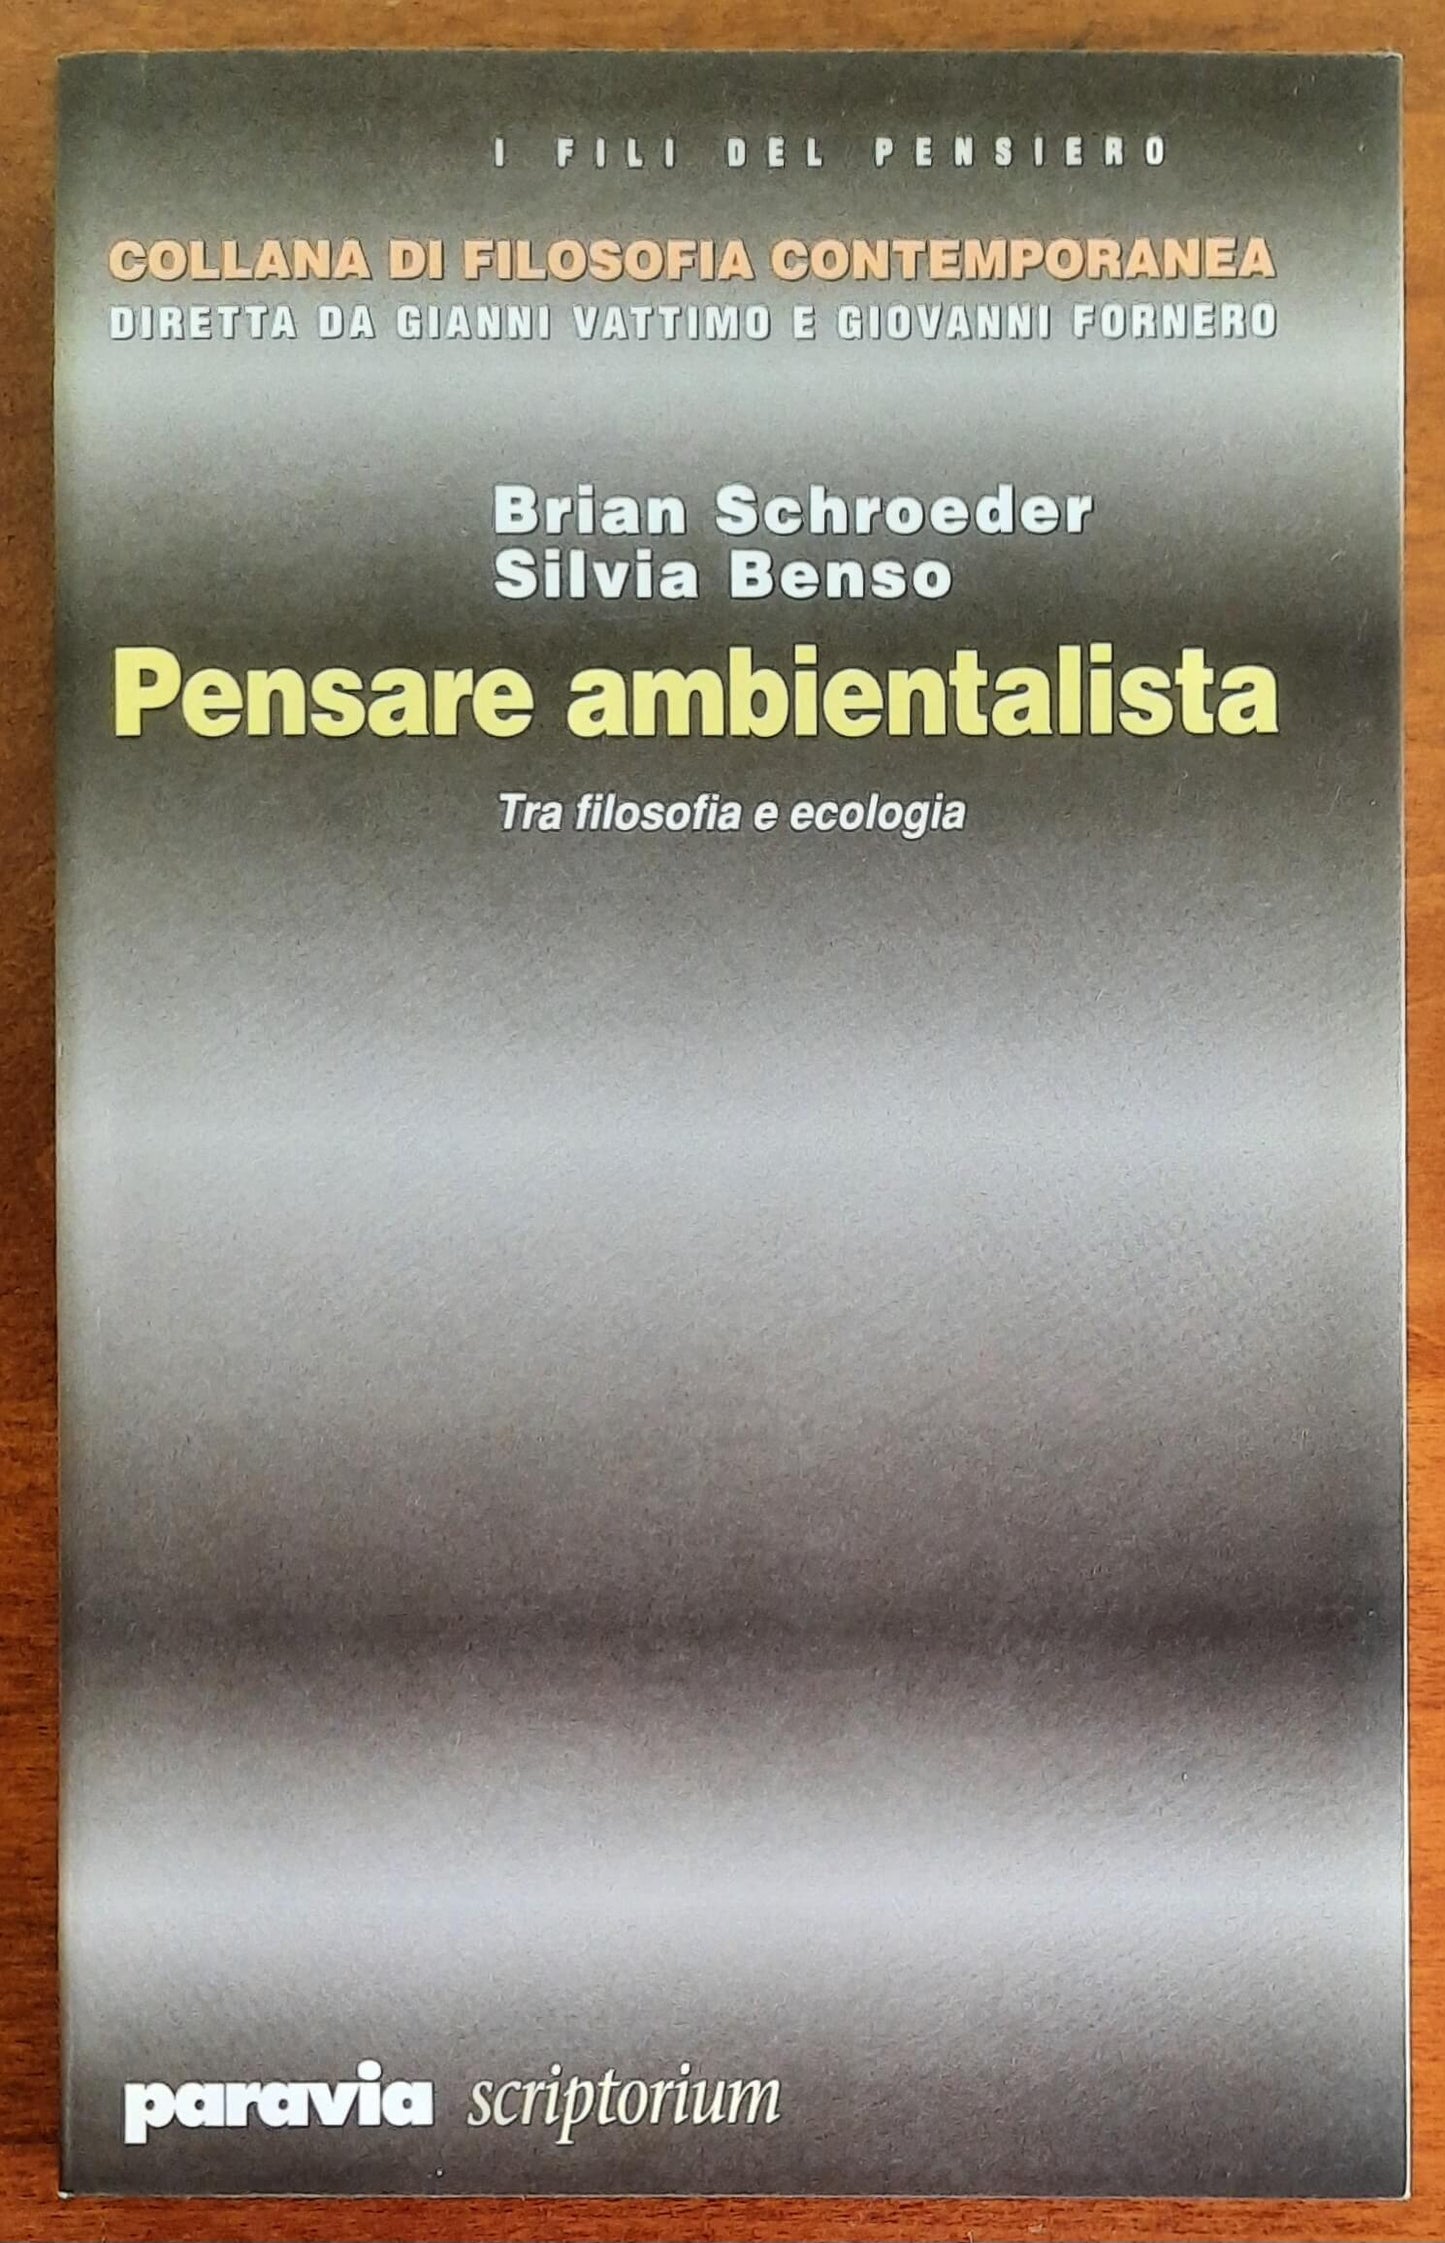 I FILI DEL PENSIERO
COLLANA DI FILOSOFIA CONTEMPORANEA
DIRETTA DA GIANNI VATTIMO E GIOVANNI FORNERO
Brian Schroeder
Silvia Benso
Pensare ambientalista
Tra filosofia e ecologia
paravia scriptorium